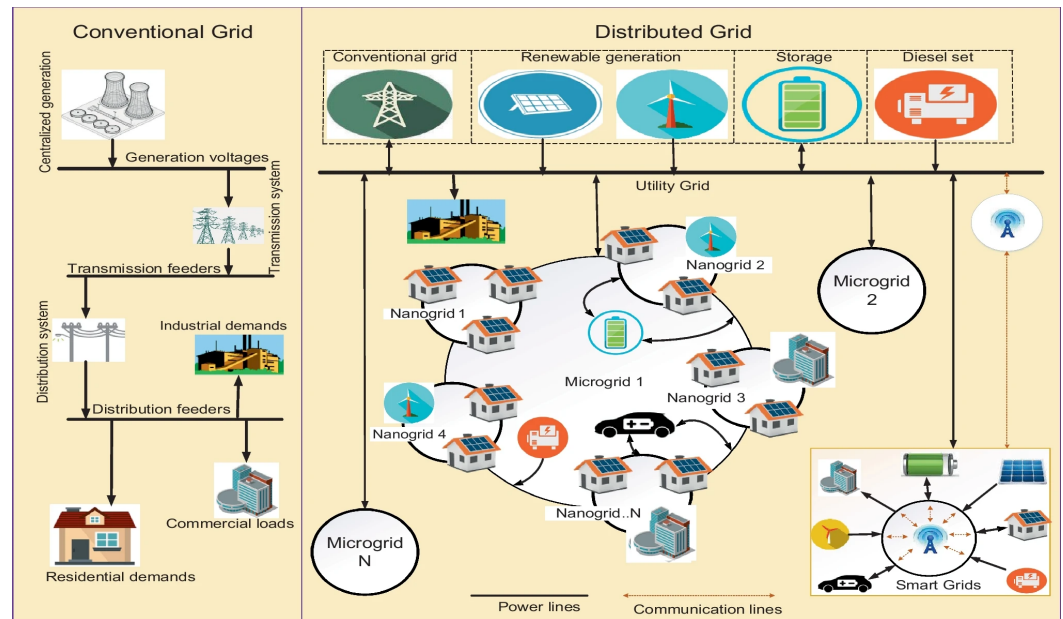 Conventional Grid
Centralized generation
Generation voltages
Transmission system
Transmission feeders
Distribution system
Industrial demands
Distribution feeders
Commercial loads
Residential demands
Distributed Grid
Conventional grid
Renewable generation
Storage
Diesel set
Utility Grid
Nanogrid 1
Nanogrid 2
Microgrid 1
Nanogrid 3
Nanogrid 4
Nanogrid..N
Microgrid
2
Microgrid
N
Smart Grids
Power lines
Communication lines